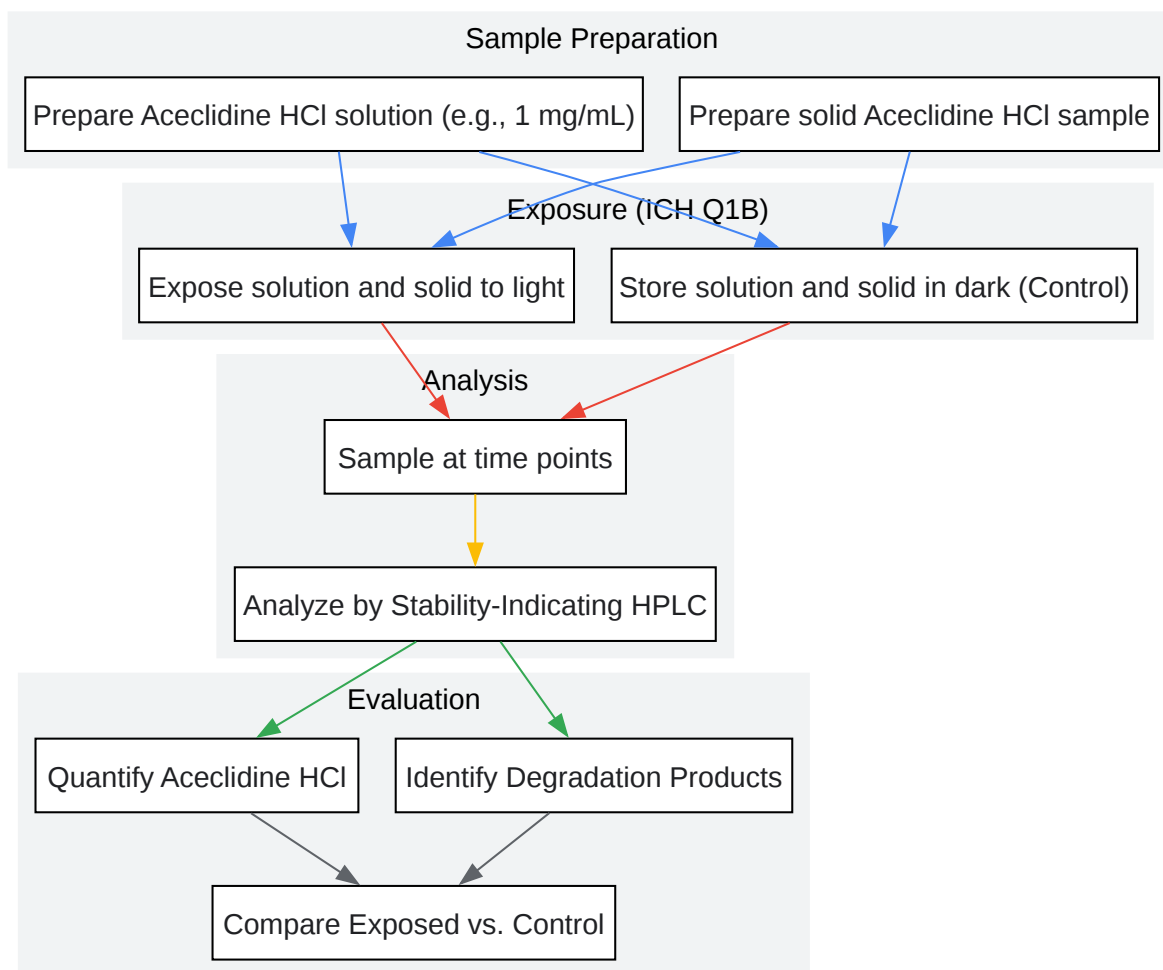 Sample Preparation
Prepare Aceclidine HCl solution (e.g., 1 mg/mL)
Prepare solid Aceclidine HCl sample
Exposure (ICH Q1B)
Expose solution and solid to light
Store solution and solid in dark (Control)
Analysis
Sample at time points
Analyze by Stability-Indicating HPLC
Evaluation
Quantify Aceclidine HCl
Identify Degradation Products
Compare Exposed vs. Control